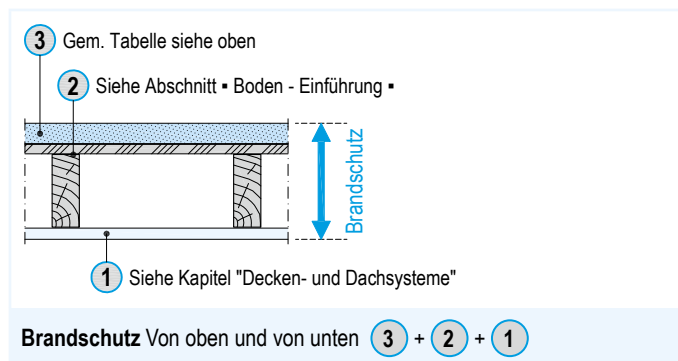 3 Gem. Tabelle siehe oben
2 Siehe Abschnitt ▪ Boden - Einführung ▪
Brandschutz
1 Siehe Kapitel "Decken- und Dachsysteme"
Brandschutz Von oben und von unten 3 + 2 + 1